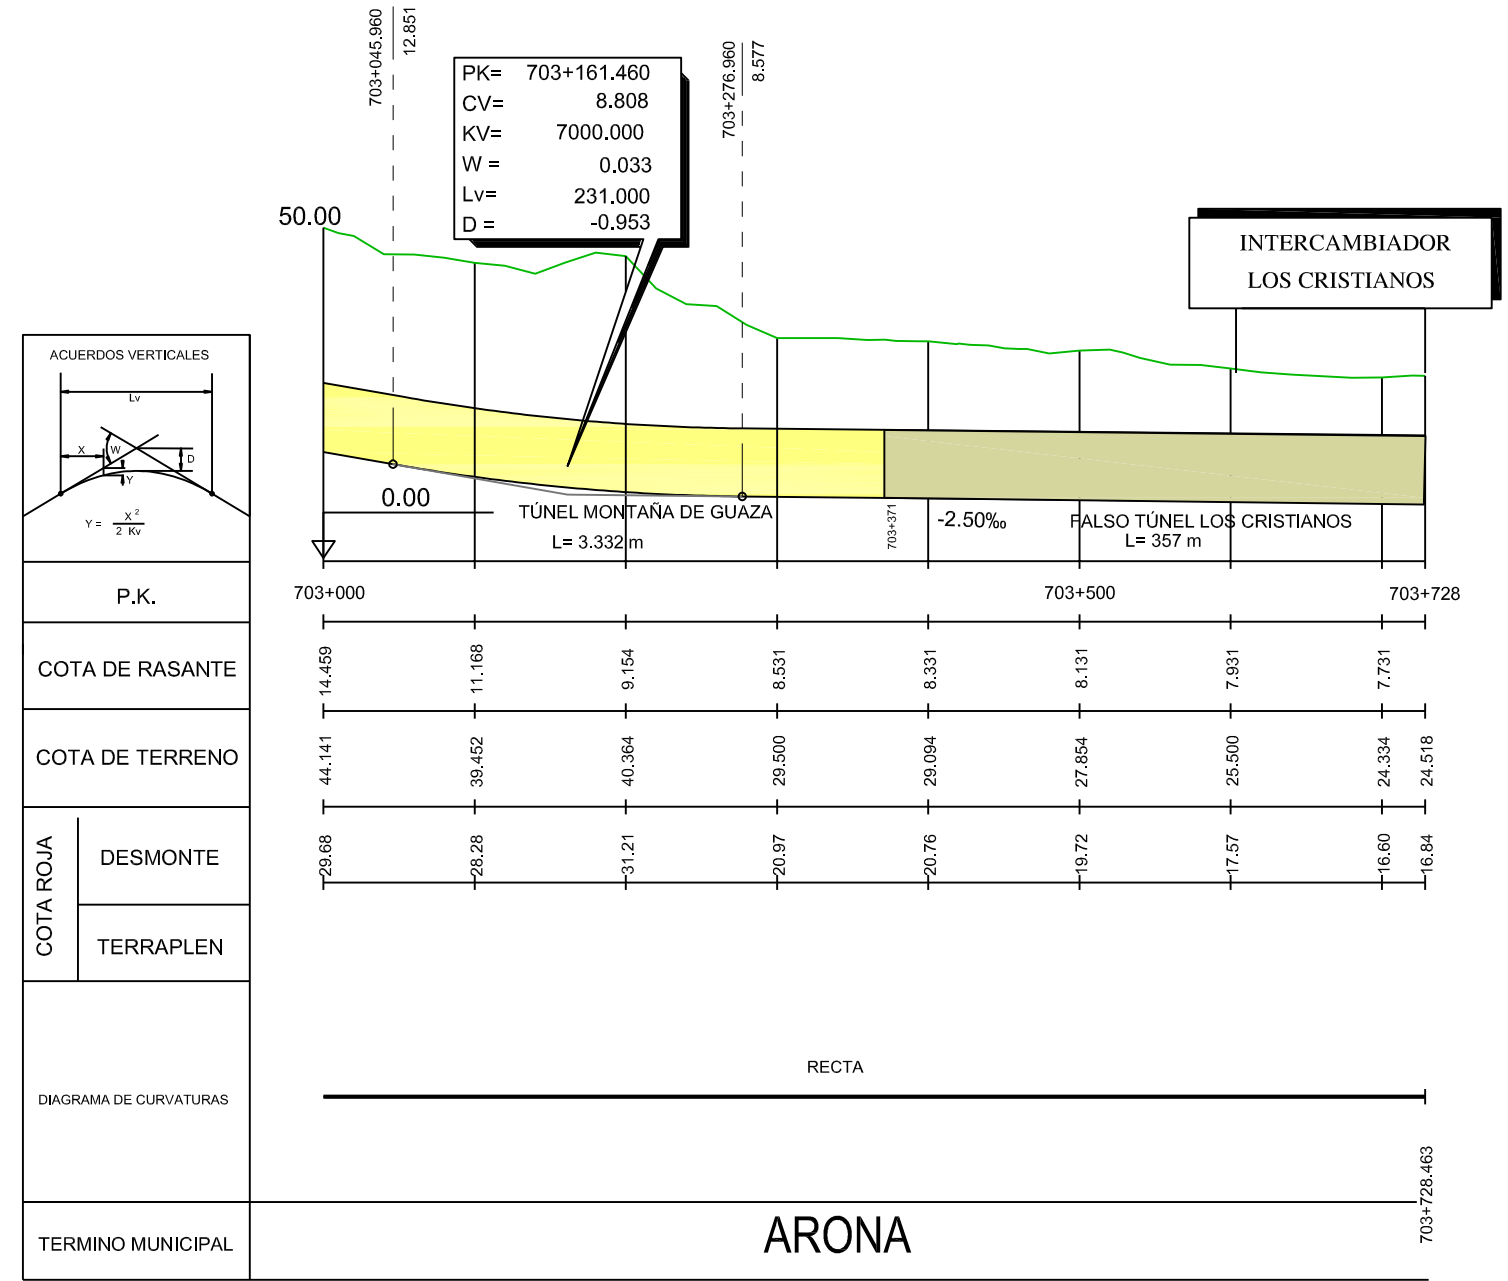 703+045.960
12.851
703+276.960
8.577
PK= 703+161.460
CV= 8.808
KV= 7000.000
W = 0.033
Lv= 231.000
D = -0.953
50.00
INTERCAMBIADOR
LOS CRISTIANOS
ACUERDOS VERTICALES
Lv
X
W
D
Y
Y = X 2
2 Kv
0.00
TÚNEL MONTAÑA DE GUAZA
L= 3.332 m
703+371
-2.50‰
FALSO TÚNEL LOS CRISTIANOS
L= 357 m
P.K.
703+000
703+500
703+728
COTA DE RASANTE
14.459
11.168
9.154
8.531
8.331
8.131
7.931
7.731
COTA DE TERRENO
44.141
39.452
40.364
29.500
29.094
27.854
25.500
24.334
24.518
COTA ROJA
DESMONTE
29.68
28.28
31.21
20.97
20.76
19.72
17.57
16.60
16.84
TERRAPLEN
DIAGRAMA DE CURVATURAS
RECTA
703+728.463
TERMINO MUNICIPAL
ARONA